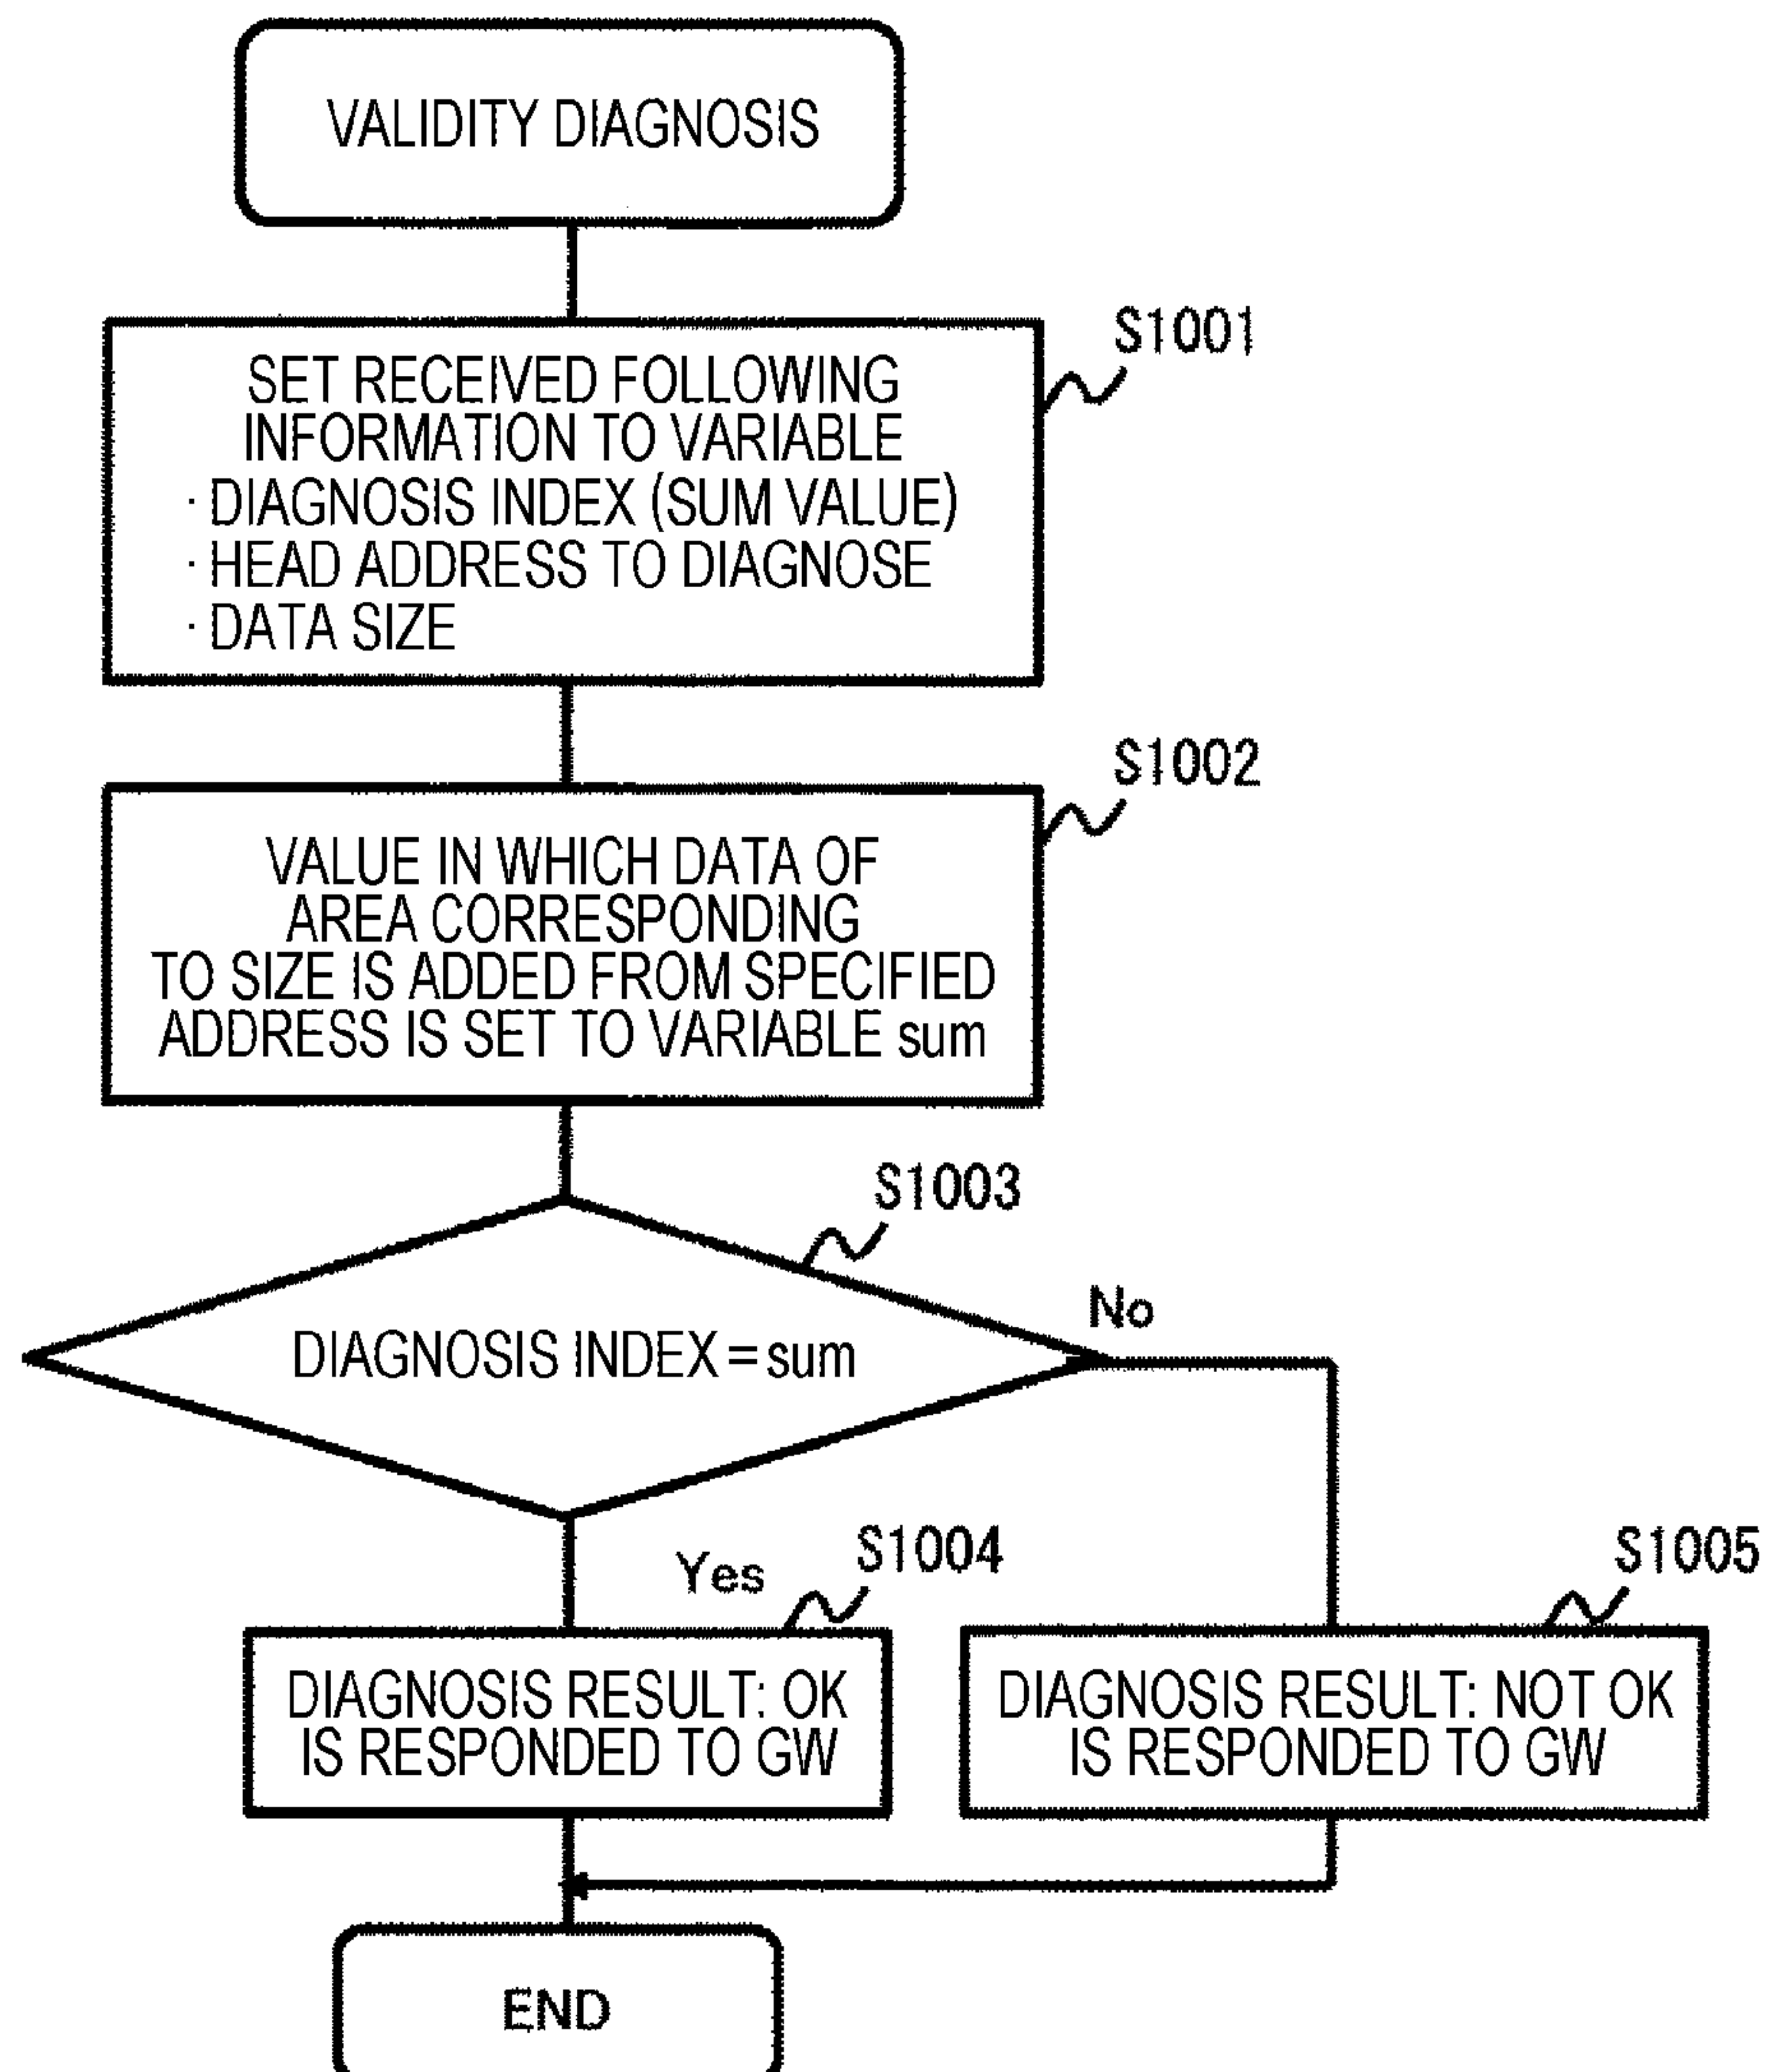 VALIDITY DIAGNOSIS
S1001
SET RECEIVED FOLLOWING
INFORMATION TO VARIABLE
· DIAGNOSIS INDEX (SUM VALUE)
· HEAD ADDRESS TO DIAGNOSE
· DATA SIZE
S1002
VALUE IN WHICH DATA OF
AREA CORRESPONDING
TO SIZE IS ADDED FROM SPECIFIED
ADDRESS IS SET TO VARIABLE sum
S1003
DIAGNOSIS INDEX = sum
No
Yes
S1004
DIAGNOSIS RESULT: OK
IS RESPONDED TO GW
S1005
DIAGNOSIS RESULT: NOT OK
IS RESPONDED TO GW
END